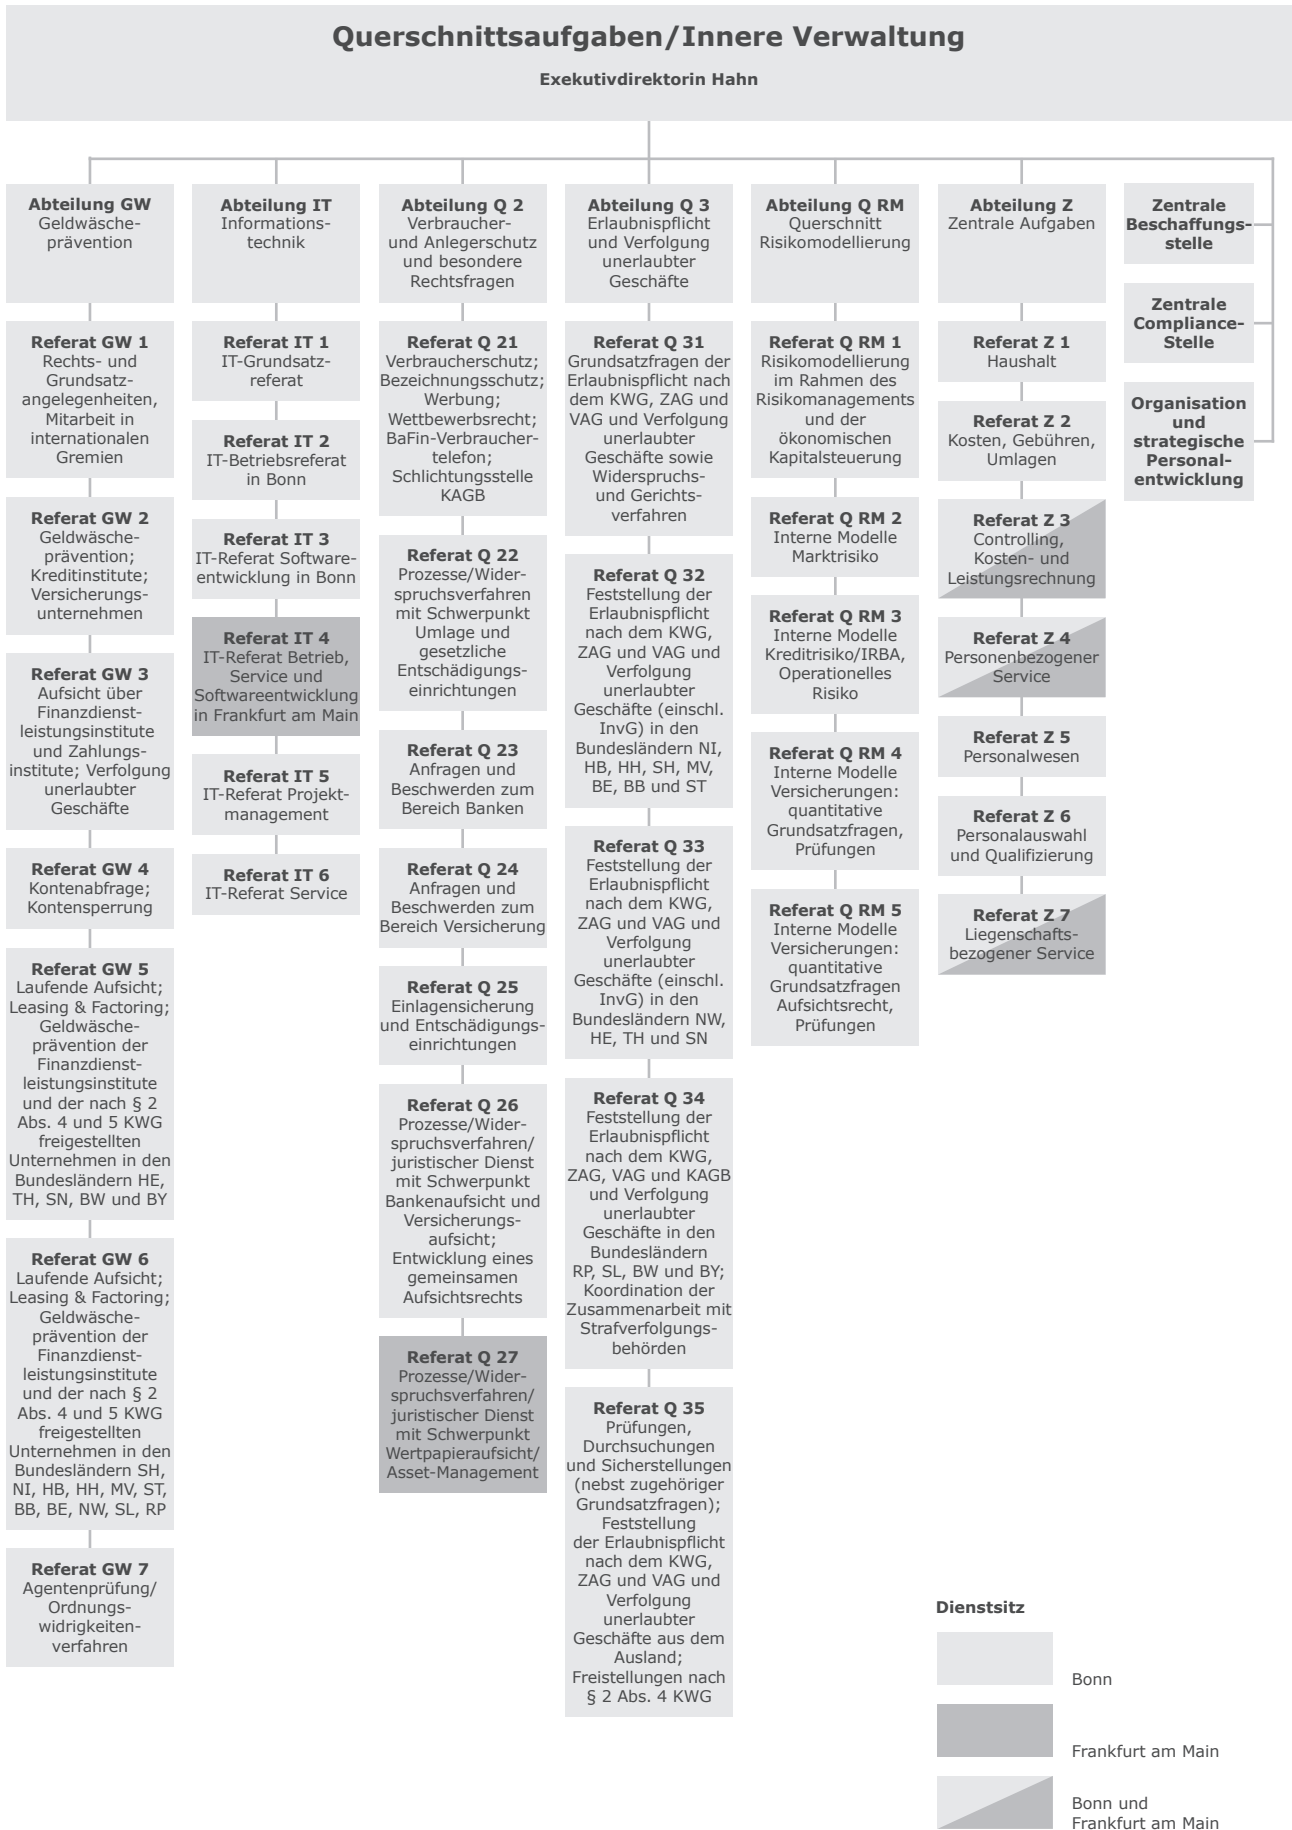 Querschnittsaufgaben/Innere Verwaltung
Exekutivdirektorin Hahn
Abteilung GW
Geldwäsche-
prävention
Referat GW 1
Rechts- und
Grundsatz-
angelegenheiten,
Mitarbeit in
internationalen
Gremien
Referat GW 2
Geldwäsche-
prävention;
Kreditinstitute;
Versicherungs-
unternehmen
Referat GW 3
Aufsicht über
Finanzdienst-
leistungsinstitute
und Zahlungs-
institute; Verfolgung
unerlaubter
Geschäfte
Referat GW 4
Kontenabfrage;
Kontensperrung
Referat GW 5
Laufende Aufsicht;
Leasing & Factoring;
Geldwäsche-
prävention der
Finanzdienst-
leistungsinstitute
und der nach § 2
Abs. 4 und 5 KWG
freigestellten
Unternehmen in den
Bundesländern HE,
TH, SN, BW und BY
Referat GW 6
Laufende Aufsicht;
Leasing & Factoring;
Geldwäsche-
prävention der
Finanzdienst-
leistungsinstitute
und der nach § 2
Abs. 4 und 5 KWG
freigestellten
Unternehmen in den
Bundesländern SH,
NI, HB, HH, MV, ST,
BB, BE, NW, SL, RP
Referat GW 7
Agentenprüfung/
Ordnungs-
widrigkeiten-
verfahren
Abteilung IT
Informations-
technik
Referat IT 1
IT-Grundsatz-
referat
Referat IT 2
IT-Betriebsreferat
in Bonn
Referat IT 3
IT-Referat Software-
entwicklung in Bonn
Referat IT 4
IT-Referat Betrieb,
Service und
Softwareentwicklung
in Frankfurt am Main
Referat IT 5
IT-Referat Projekt-
management
Referat IT 6
IT-Referat Service
Abteilung Q 2
Verbraucher-
und Anlegerschutz
und besondere
Rechtsfragen
Referat Q 21
Verbraucherschutz;
Bezeichnungsschutz;
Werbung;
Wettbewerbsrecht;
BaFin-Verbraucher-
telefon;
Schlichtungsstelle
KAGB
Referat Q 22
Prozesse/Wider-
spruchsverfahren
mit Schwerpunkt
Umlage und
gesetzliche
Entschädigungs-
einrichtungen
Referat Q 23
Anfragen und
Beschwerden zum
Bereich Banken
Referat Q 24
Anfragen und
Beschwerden zum
Bereich Versicherung
Referat Q 25
Einlagensicherung
und Entschädigungs-
einrichtungen
Referat Q 26
Prozesse/Wider-
spruchsverfahren/
juristischer Dienst
mit Schwerpunkt
Bankenaufsicht und
Versicherungs-
aufsicht;
Entwicklung eines
gemeinsamen
Aufsichtsrechts
Referat Q 27
Prozesse/Wider-
spruchsverfahren/
juristischer Dienst
mit Schwerpunkt
Wertpapieraufsicht/
Asset-Management
Abteilung Q 3
Erlaubnispflicht
und Verfolgung
unerlaubter
Geschäfte
Referat Q 31
Grundsatzfragen der
Erlaubnispflicht nach
dem KWG, ZAG und
VAG und Verfolgung
unerlaubter
Geschäfte sowie
Widerspruchs-
und Gerichts-
verfahren
Referat Q 32
Feststellung der
Erlaubnispflicht
nach dem KWG,
ZAG und VAG und
Verfolgung
unerlaubter
Geschäfte (einschl.
InvG) in den
Bundesländern NI,
HB, HH, SH, MV,
BE, BB und ST
Referat Q 33
Feststellung der
Erlaubnispflicht
nach dem KWG,
ZAG und VAG und
Verfolgung
unerlaubter
Geschäfte (einschl.
InvG) in den
Bundesländern NW,
HE, TH und SN
Referat Q 34
Feststellung der
Erlaubnispflicht
nach dem KWG,
ZAG, VAG und KAGB
und Verfolgung
unerlaubter
Geschäfte in den
Bundesländern
RP, SL, BW und BY;
Koordination der
Zusammenarbeit mit
Strafverfolgungs-
behörden
Referat Q 35
Prüfungen,
Durchsuchungen
und Sicherstellungen
(nebst zugehöriger
Grundsatzfragen);
Feststellung
der Erlaubnispflicht
nach dem KWG,
ZAG und VAG und
Verfolgung
unerlaubter
Geschäfte aus dem
Ausland;
Freistellungen nach
§ 2 Abs. 4 KWG
Abteilung Q RM
Querschnitt
Risikomodellierung
Referat Q RM 1
Risikomodellierung
im Rahmen des
Risikomanagements
und der
ökonomischen
Kapitalsteuerung
Referat Q RM 2
Interne Modelle
Marktrisiko
Referat Q RM 3
Interne Modelle
Kreditrisiko/IRBA,
Operationelles
Risiko
Referat Q RM 4
Interne Modelle
Versicherungen:
quantitative
Grundsatzfragen,
Prüfungen
Referat Q RM 5
Interne Modelle
Versicherungen:
quantitative
Grundsatzfragen
Aufsichtsrecht,
Prüfungen
Abteilung Z
Zentrale Aufgaben
Referat Z 1
Haushalt
Referat Z 2
Kosten, Gebühren,
Umlagen
Referat Z 3
Controlling,
Kosten- und
Leistungsrechnung
Referat Z 4
Personenbezogener
Service
Referat Z 5
Personalwesen
Referat Z 6
Personalauswahl
und Qualifizierung
Referat Z 7
Liegenschafts-
bezogener Service
Zentrale
Beschaffungs-
stelle
Zentrale
Compliance-
Stelle
Organisation
und
strategische
Personal-
entwicklung
Dienstsitz
Bonn
Frankfurt am Main
Bonn und
Frankfurt am Main